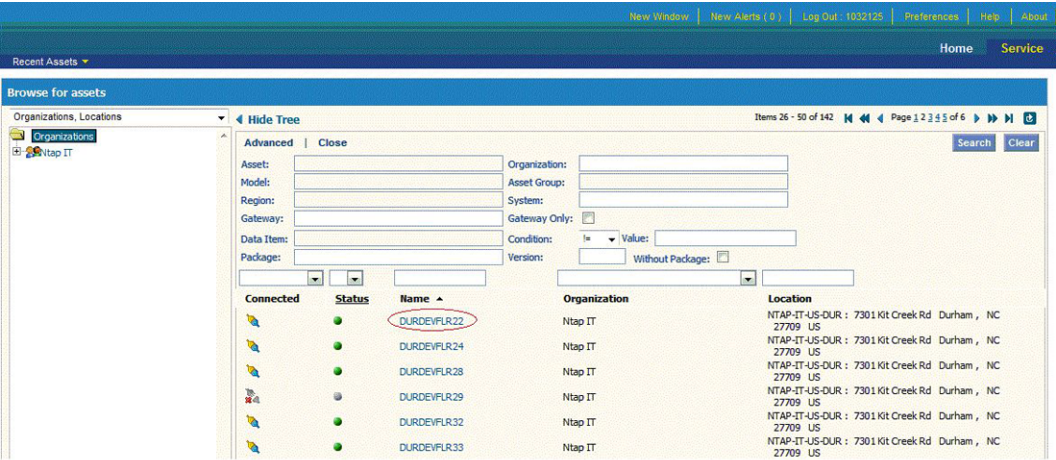 New Window | New Alerts ( 0 ) | Log Out : 1032125 | Preferences | Help | About
Home Service
Recent Assets
Browse for assets
Organizations, Locations
Hide Tree
Items 26 - 50 of 142 Page 1 2 3 4 5 of 6
Organizations
Ntap IT
Advanced | Close
Search Clear
Asset: Organization:
Model: Asset Group:
Region: System:
Gateway: Gateway Only:
Data Item: Condition: != Value:
Package: Version: Without Package:
Connected Status Name Organization Location
DURDEVFLR22 Ntap IT NTAP-IT-US-DUR : 7301 Kit Creek Rd Durham , NC
27709 US
DURDEVFLR24 Ntap IT NTAP-IT-US-DUR : 7301 Kit Creek Rd Durham , NC
27709 US
DURDEVFLR28 Ntap IT NTAP-IT-US-DUR : 7301 Kit Creek Rd Durham , NC
27709 US
DURDEVFLR29 Ntap IT NTAP-IT-US-DUR : 7301 Kit Creek Rd Durham , NC
27709 US
DURDEVFLR32 Ntap IT NTAP-IT-US-DUR : 7301 Kit Creek Rd Durham , NC
27709 US
DURDEVFLR33 Ntap IT NTAP-IT-US-DUR : 7301 Kit Creek Rd Durham , NC
27709 US